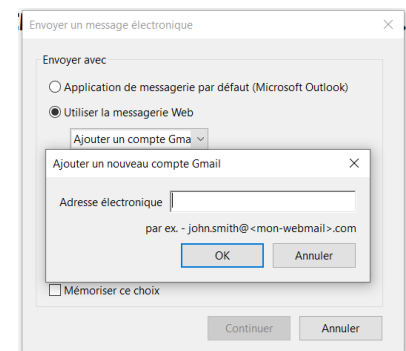 Envoyer un message électronique
Envoyer avec
Application de messagerie par défaut (Microsoft Outlook)
Utiliser la messagerie Web
Ajouter un compte Gma
Ajouter un nouveau compte Gmail
Adresse électronique
par ex. - john.smith@<mon-webmail>.com
OK Annuler
Mémoriser ce choix
Continuer Annuler